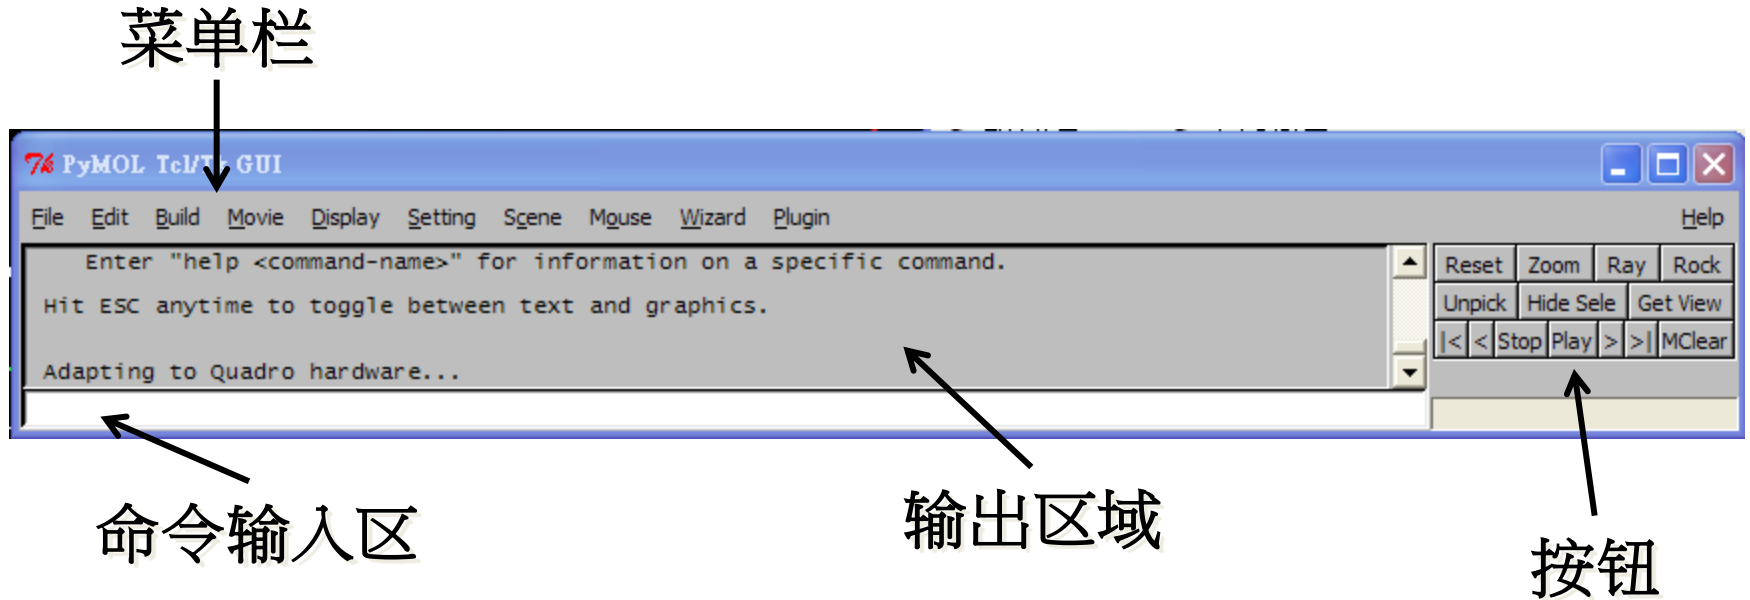 菜单栏
PyMOL Tcl/Tk GUI
File Edit Build Movie Display Setting Scene Mouse Wizard Plugin Help
Enter "help <command-name>" for information on a specific command.
Hit ESC anytime to toggle between text and graphics.
Adapting to Quadro hardware...
Reset Zoom Ray Rock
Unpick Hide Sele Get View
|< < Stop Play > >| MClear
命令输入区
输出区域
按钮